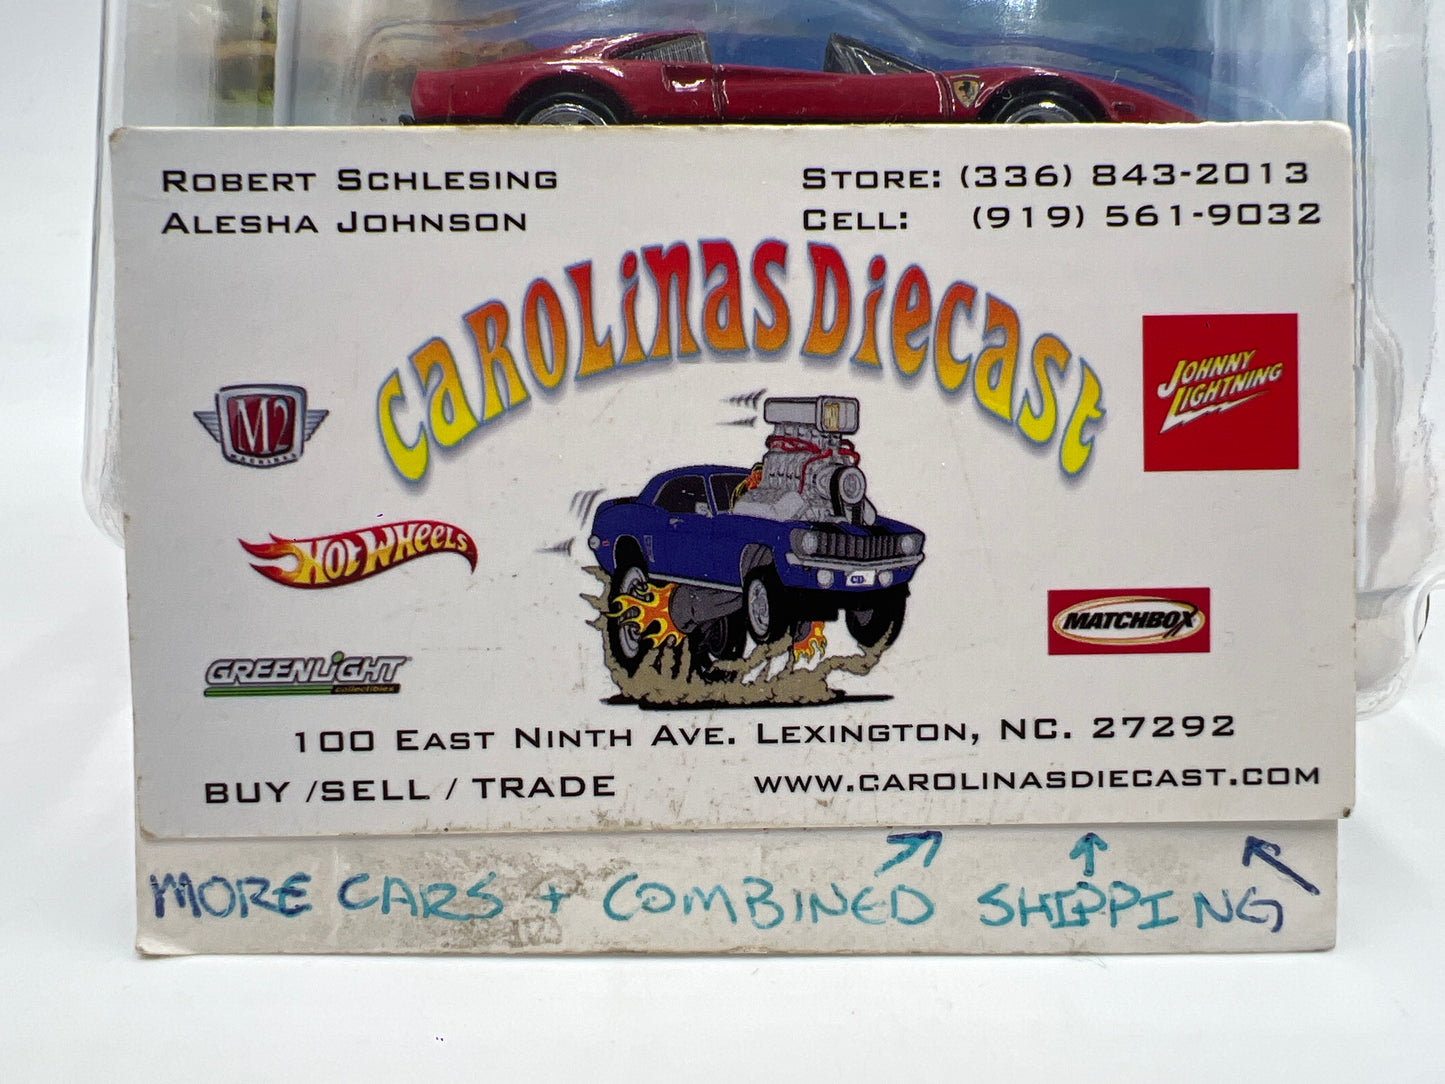 ROBERT SCHLESING
ALESHA JOHNSON
STORE: (336) 843-2013
CELL: (919) 561-9032
CAROLINAS DIECAST
M2
MACHINES
JOHNNY
LIGHTNING
HOT WHEELS
MATCHBOX
GREENLIGHT
collectibles
100 EAST NINTH AVE. LEXINGTON, NC. 27292
BUY /SELL / TRADE
WWW.CAROLINASDIECAST.COM
MORE CARS + COMBINED SHIPPING